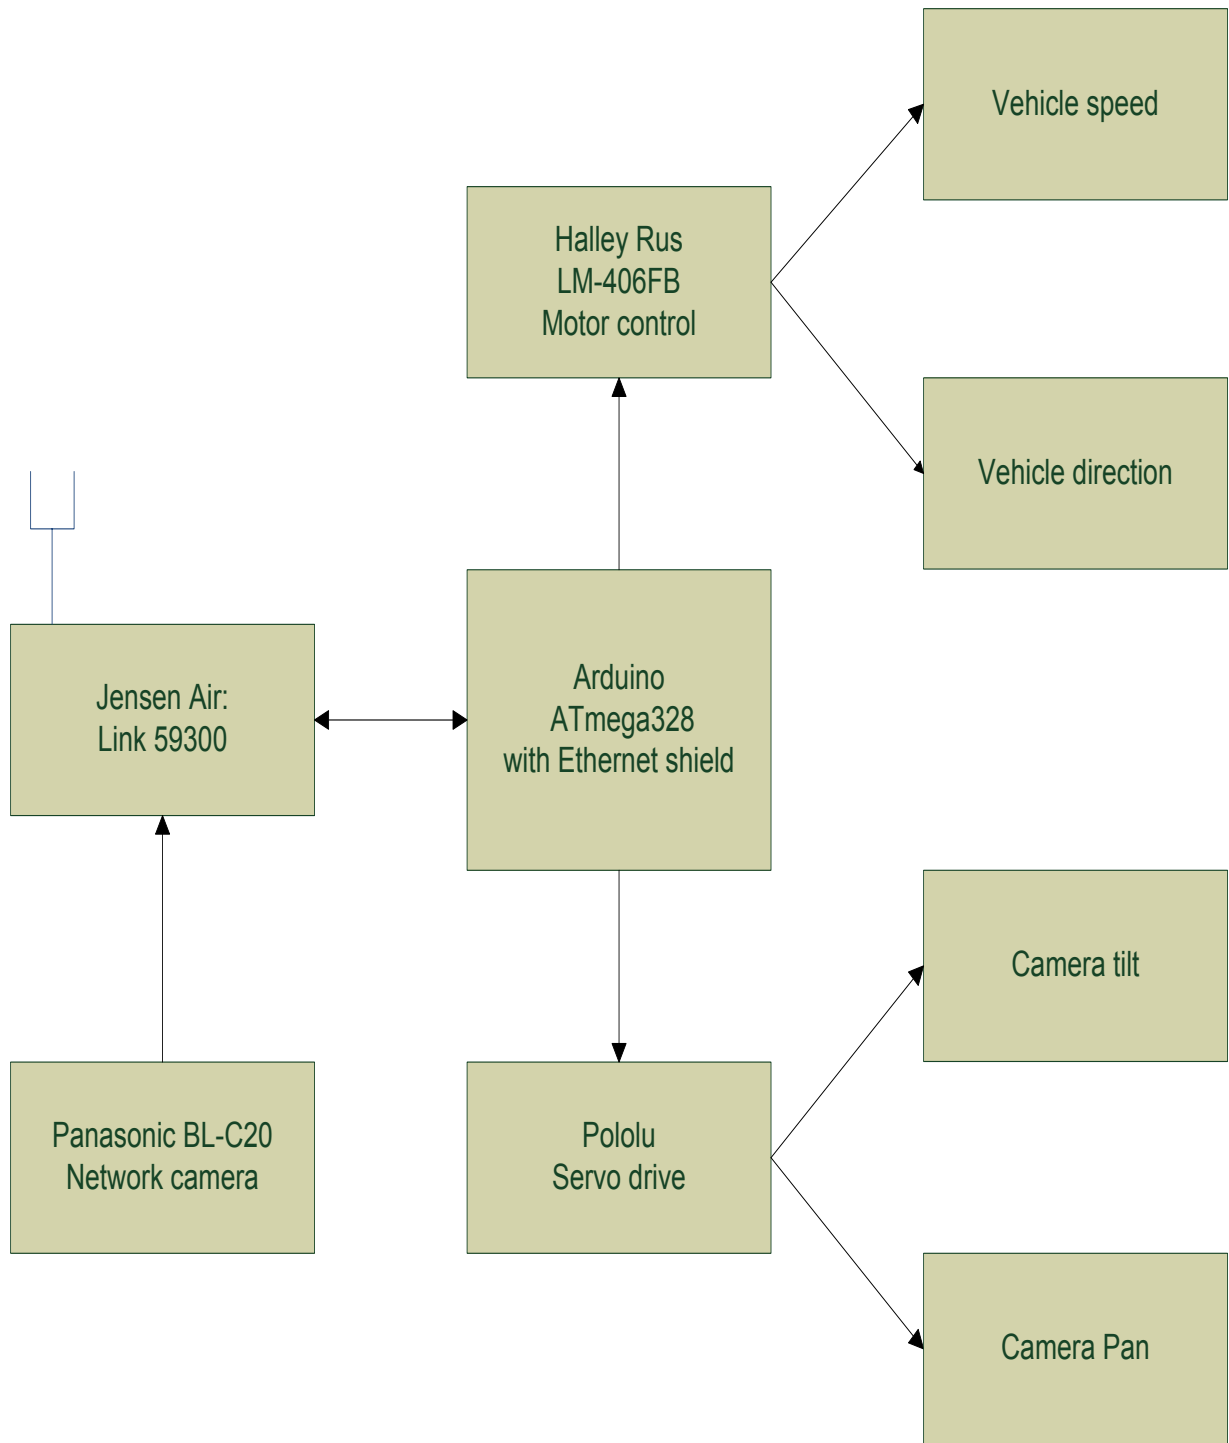 Vehicle speed
Halley Rus
LM-406FB
Motor control
Vehicle direction
Jensen Air:
Link 59300
Arduino
ATmega328
with Ethernet shield
Camera tilt
Panasonic BL-C20
Network camera
Pololu
Servo drive
Camera Pan